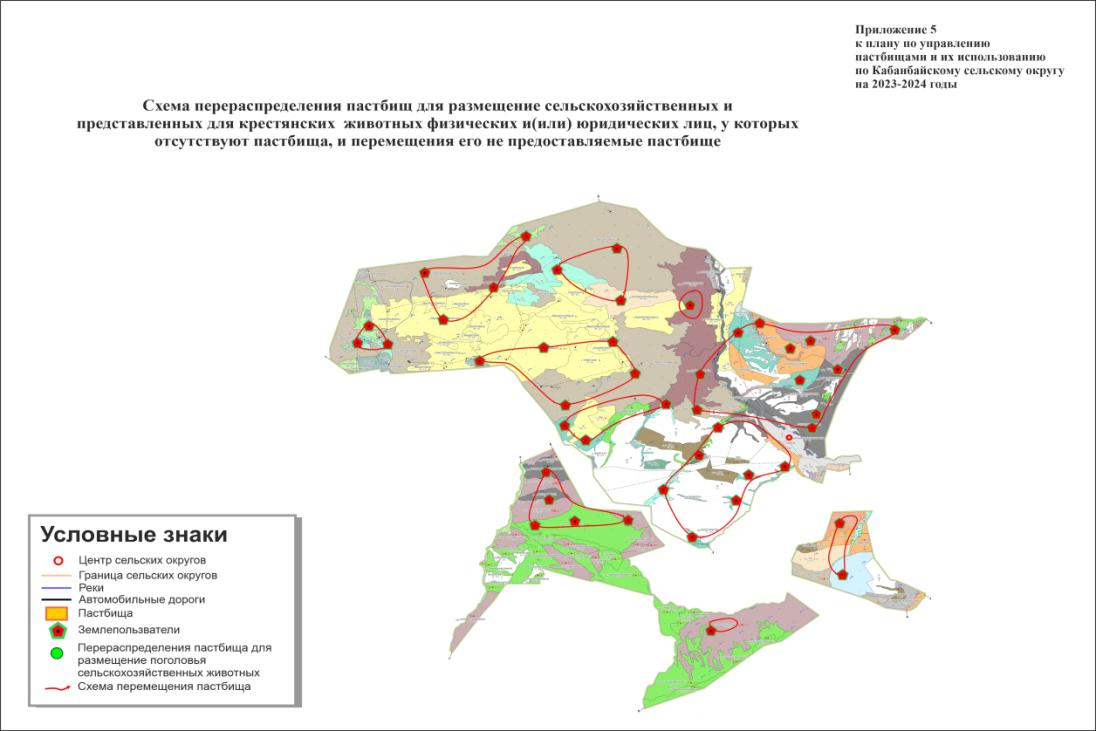 Приложение 5
к плану по управлению
пастбищами и их использованию
по Кабанбайскому сельскому округу
на 2023-2024 годы
Схема перераспределения пастбищ для размещение сельскохозяйственных и
представленных для крестянских животных физических и(или) юридических лиц, у которых
отсутствуют пастбища, и перемещения его не предоставляемые пастбище
Условные знаки
Центр сельских округов
Граница сельских округов
Реки
Автомобильные дороги
Пастбища
Землепользватели
Перераспределения пастбища для
размещение поголовья
сельскохозяйственных животных
Схема перемещения пастбища